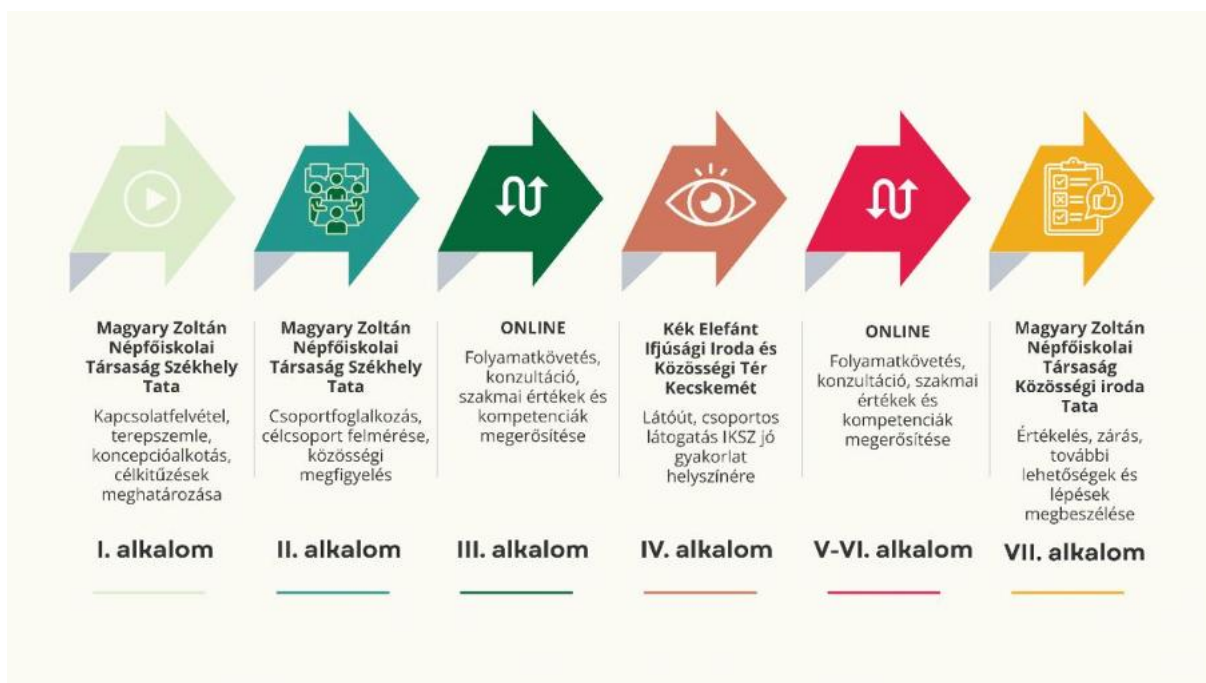 Magyary Zoltán
Népfőiskolai
Társaság Székhely
Tata
Kapcsolatfelvétel,
terepszemle,
koncepcióalkotás,
célkitűzések
meghatározása
I. alkalom
Magyary Zoltán
Népfőiskolai
Társaság Székhely
Tata
Csoportfoglalkozás,
célcsoport felmérése,
közösségi
megfigyelés
II. alkalom
ONLINE
Folyamatkövetés,
konzultáció,
szakmai értékek és
kompetenciák
megerősítése
III. alkalom
Kék Elefánt
Ifjúsági Iroda és
Közösségi Tér
Kecskemét
Látóút, csoportos
látogatás IKSZ jó
gyakorlat
helyszínére
IV. alkalom
ONLINE
Folyamatkövetés,
konzultáció, szakmai
értékek és
kompetenciák
megerősítése
V-VI. alkalom
Magyary Zoltán
Népfőiskolai
Társaság
Közösségi iroda
Tata
Értékelés, zárás,
további
lehetőségek és
lépések
megbeszélése
VII. alkalom